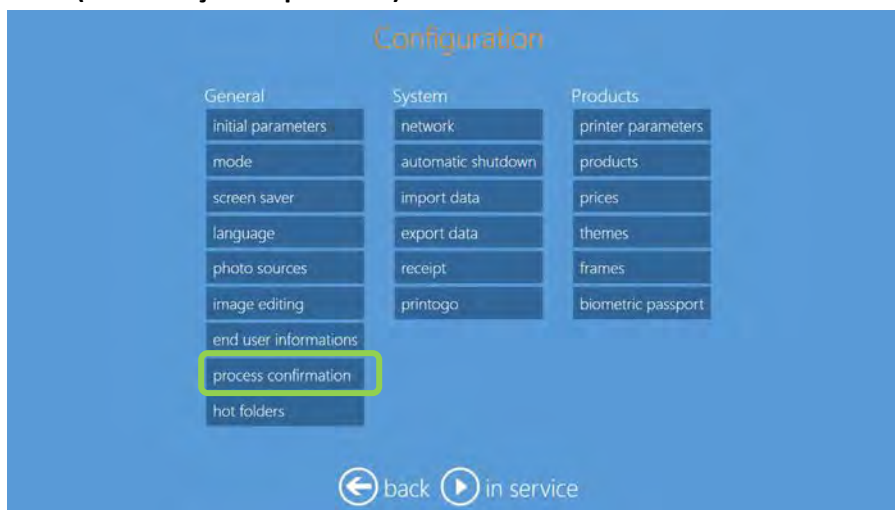 Configuration
General
initial parameters
mode
screen saver
language
photo sources
image editing
end user informations
process confirmation
hot folders
System
network
automatic shutdown
import data
export data
receipt
printogo
Products
printer parameters
products
prices
themes
frames
biometric passport
back in service